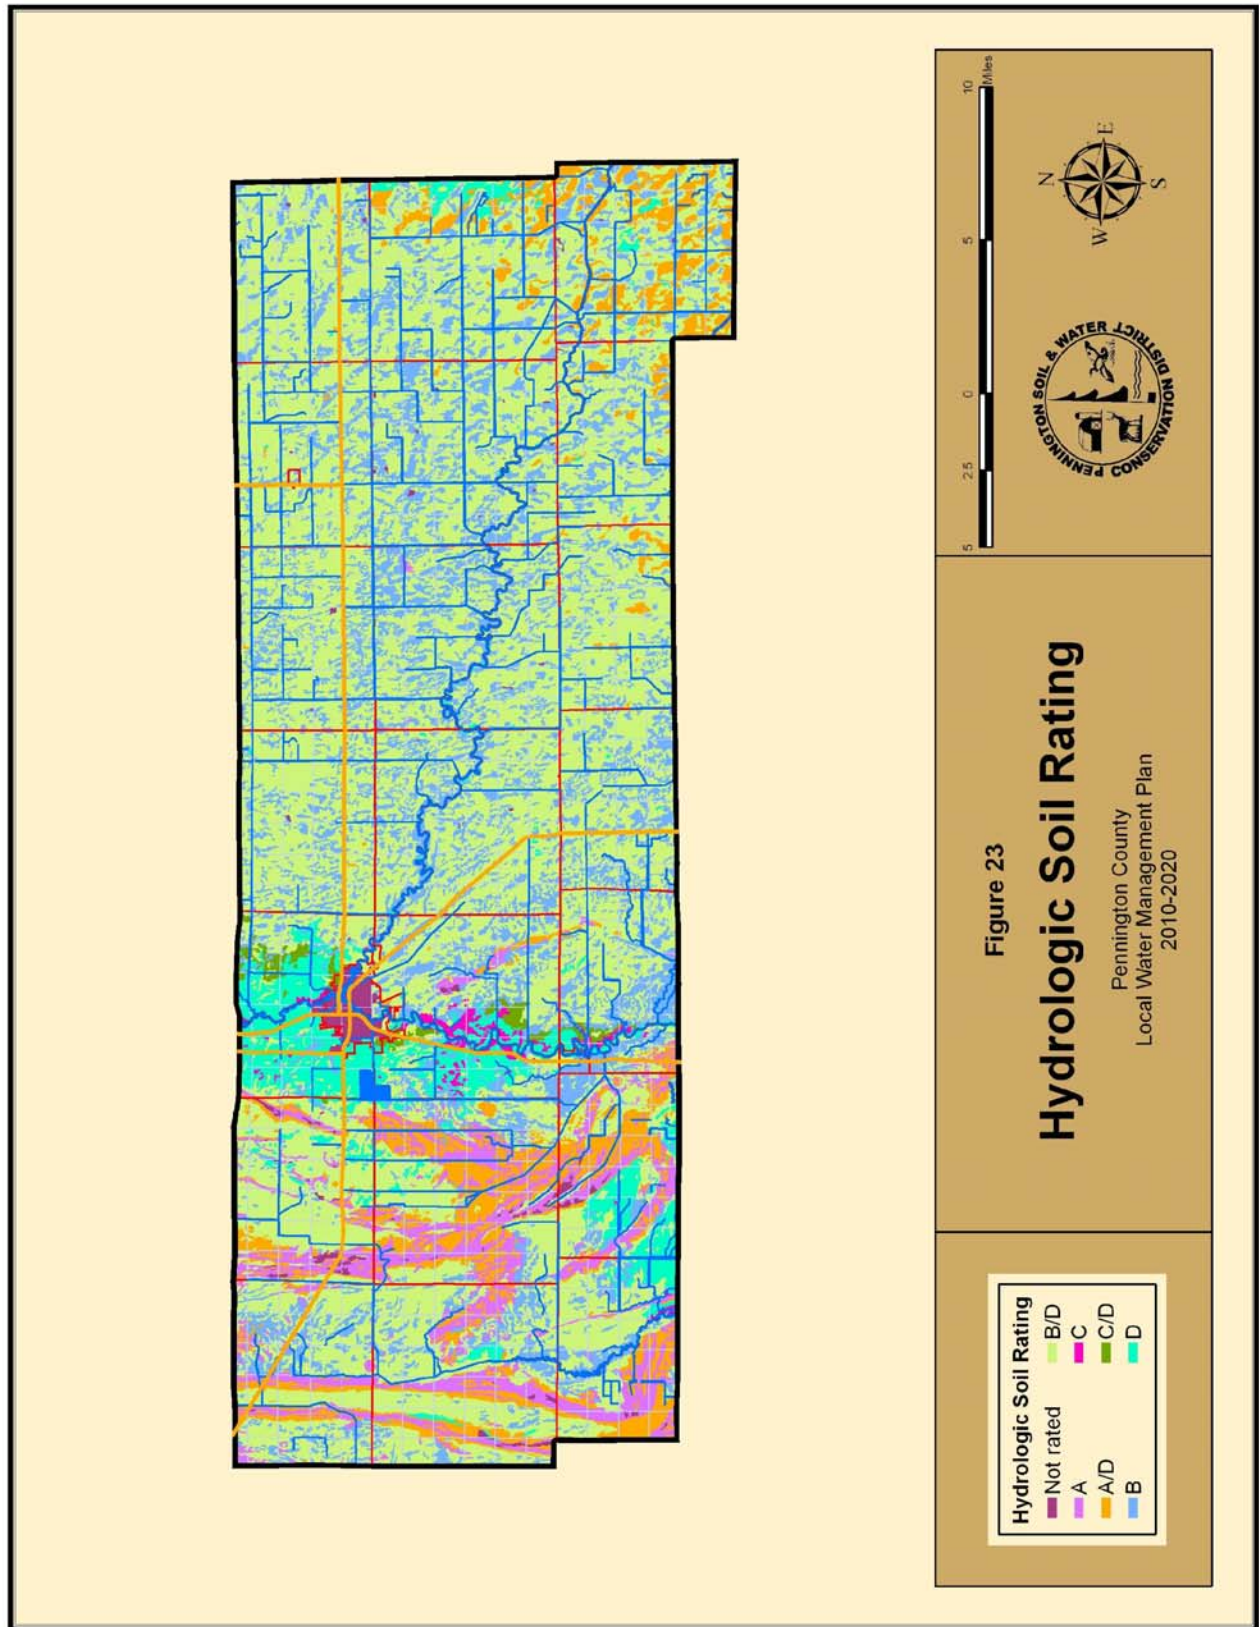 Hydrologic Soil Rating
Not rated
A
A/D
B
B/D
C
C/D
D
Figure 23
Hydrologic Soil Rating
Pennington County
Local Water Management Plan
2010-2020
5 2.5 0 5 10
Miles
PENNINGTON SOIL & WATER
CONSERVATION DISTRICT
N
W E
S